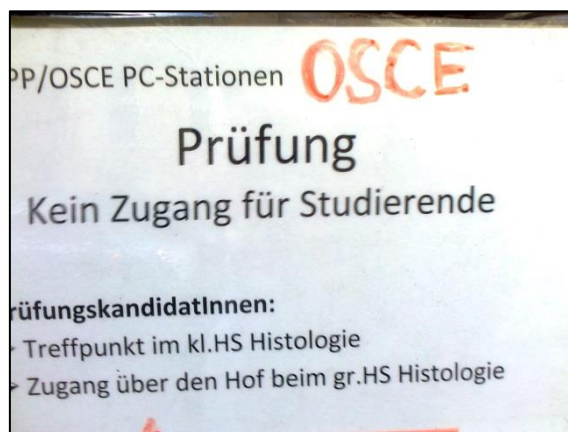 PP/OSCE PC-Stationen OSCE
Prüfung
Kein Zugang für Studierende
rüfungskandidatInnen:
Treffpunkt im kl.HS Histologie
Zugang über den Hof beim gr.HS Histologie